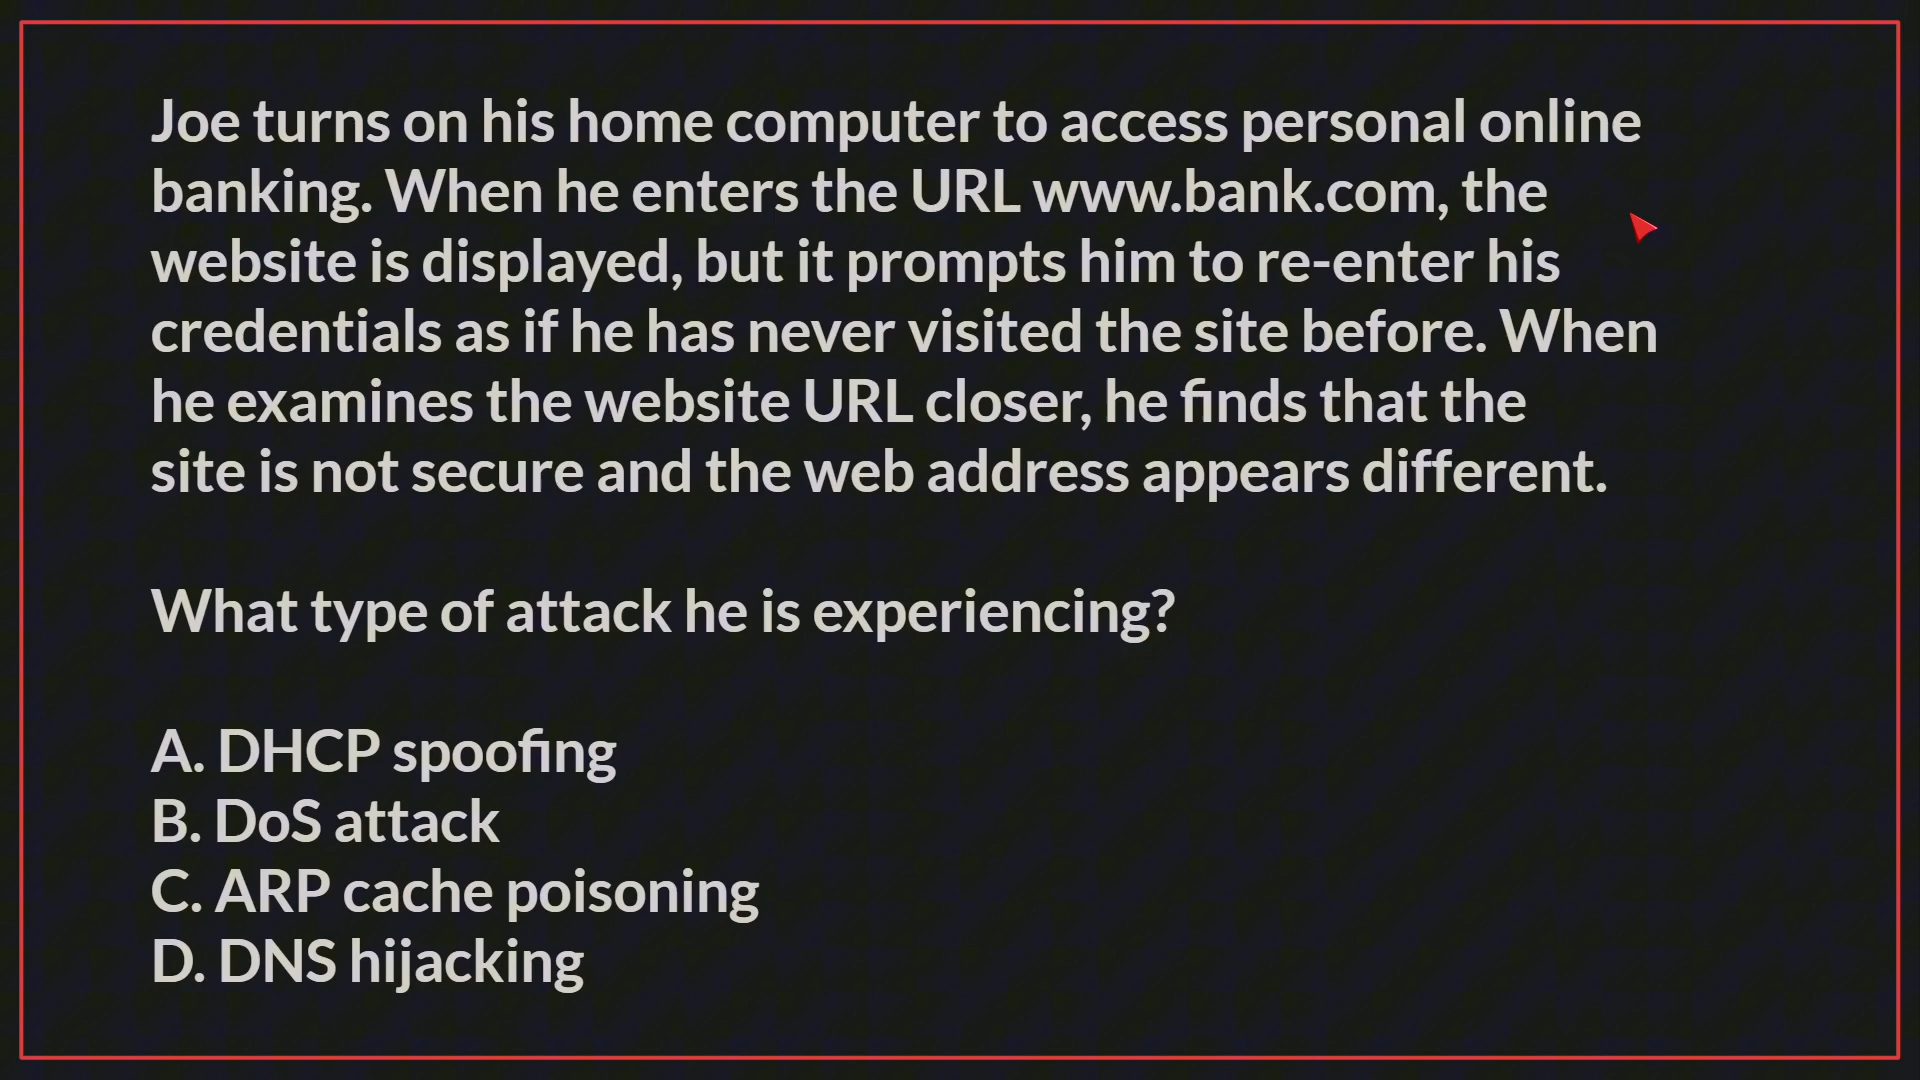 Joe turns on his home computer to access personal online
banking. When he enters the URL www.bank.com, the
website is displayed, but it prompts him to re-enter his
credentials as if he has never visited the site before. When
he examines the website URL closer, he finds that the
site is not secure and the web address appears different.
What type of attack he is experiencing?
A. DHCP spoofing
B. DoS attack
C. ARP cache poisoning
D. DNS hijacking